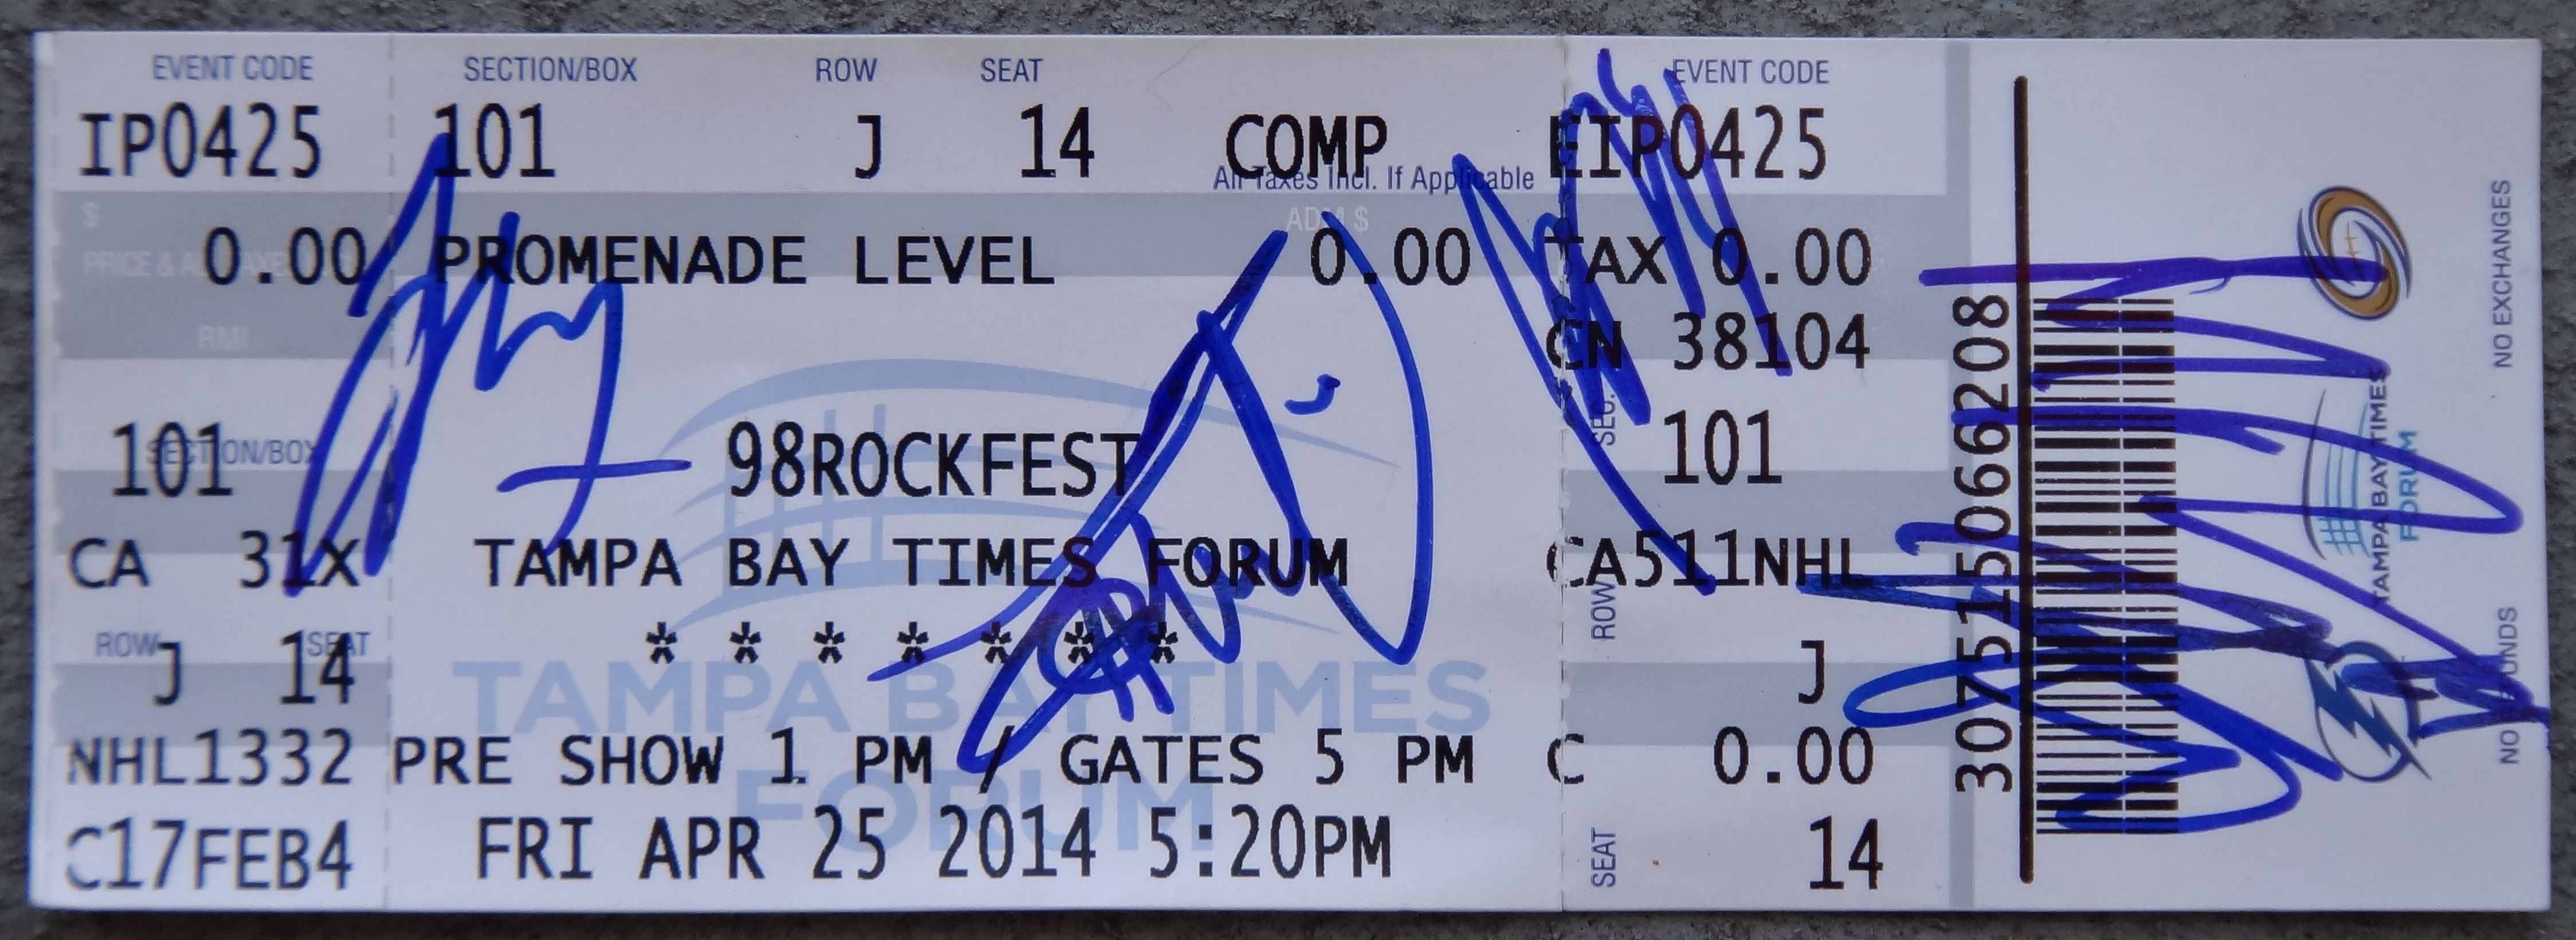 EVENT CODE SECTION/BOX ROW SEAT EVENT CODE
IP0425 101 J 14 COMP EIP0425
All Taxes Incl. If Applicable
$ ADM $
0.00 PROMENADE LEVEL 0.00 TAX 0.00
PRICE & ALL TAXES
RMI
CN 38104
101 98ROCKFEST 101
SECTION/BOX SEC.
CA 31X TAMPA BAY TIMES FORUM CA511NHL
ROW SEAT ROW
J 14 * * * * * * * J
TAMPA BAY TIMES
FORUM
NHL1332 PRE SHOW 1 PM / GATES 5 PM C 0.00
C17FEB4 FRI APR 25 2014 5:20PM SEAT 14
307515066208
TAMPA BAY TIMES
FORUM
NO REFUNDS NO EXCHANGES